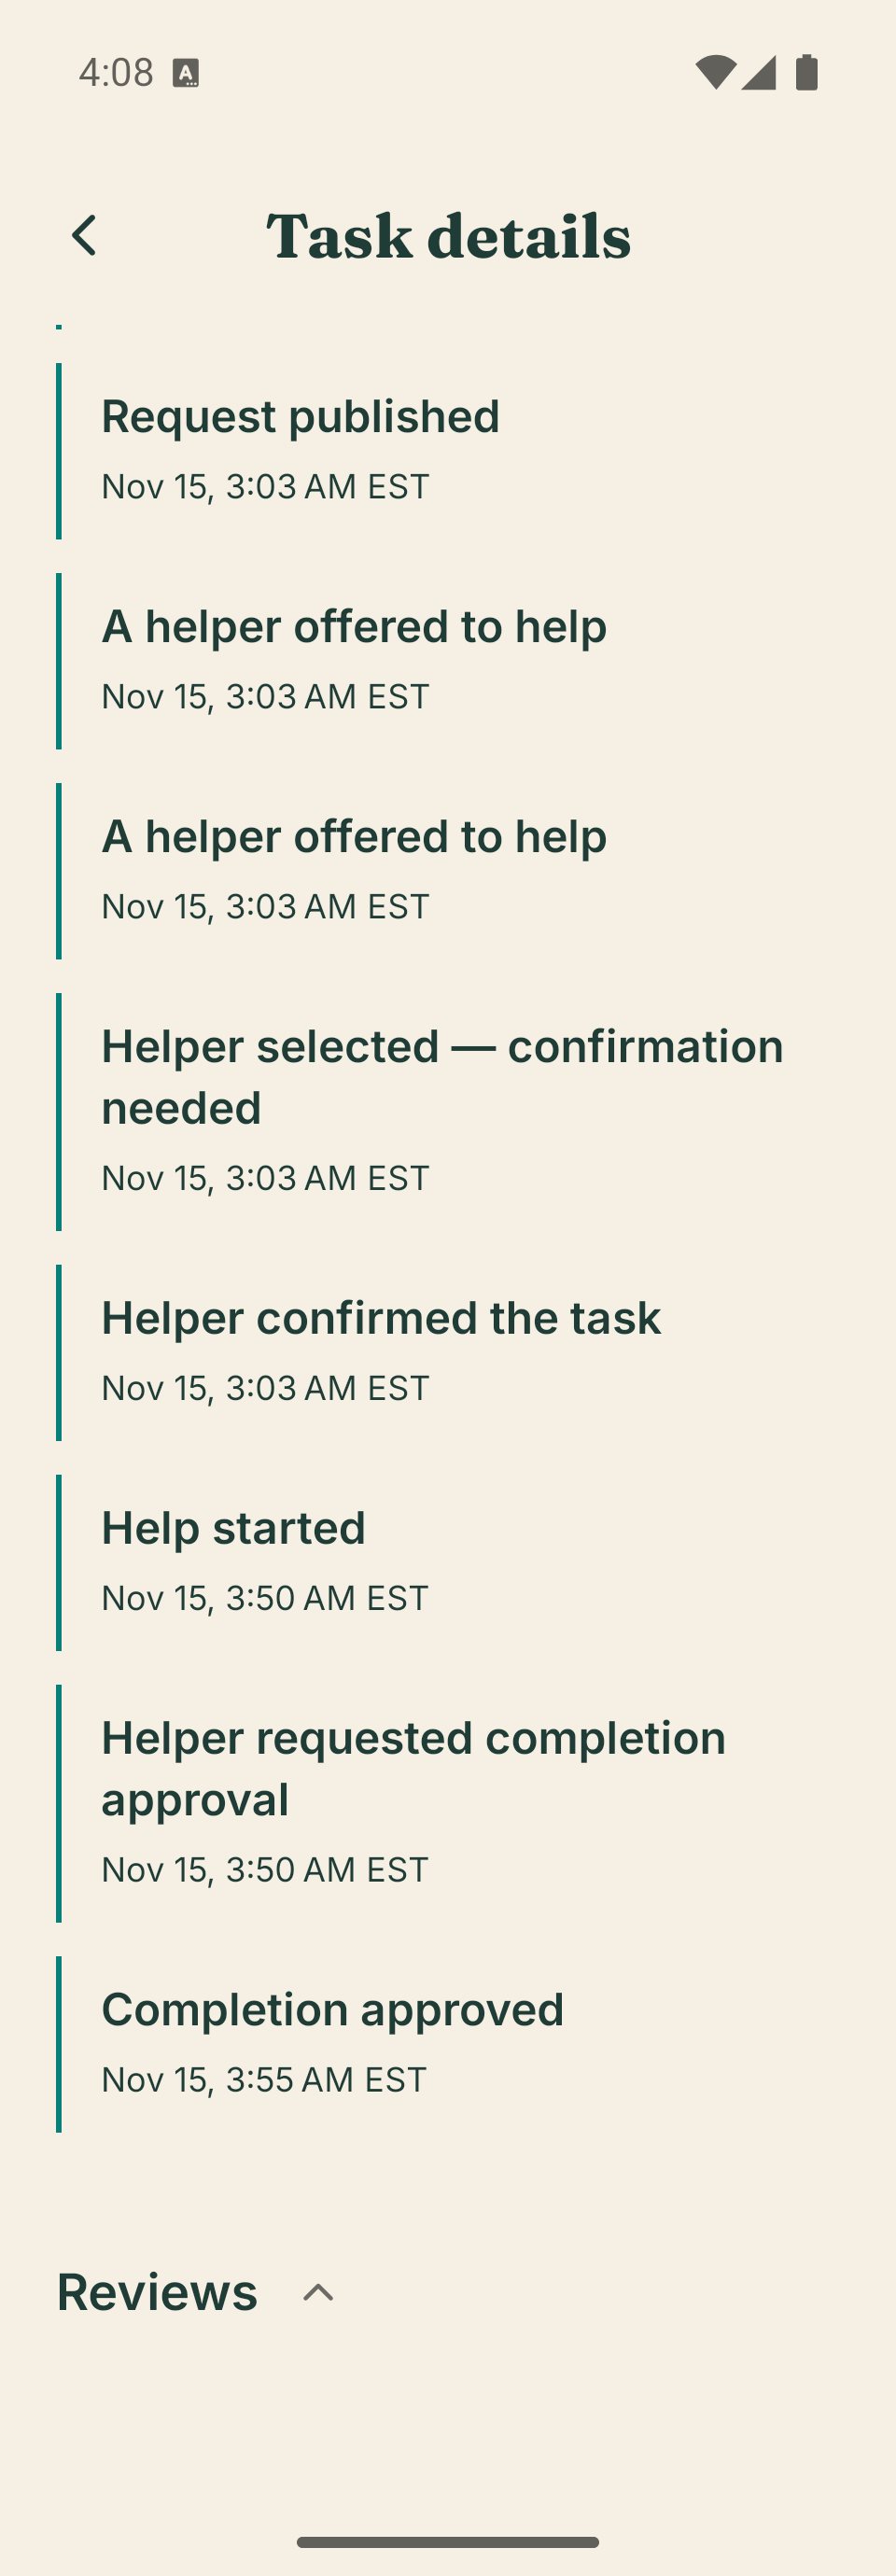 4:08
A
Task details
Request published
Nov 15, 3:03 AM EST
A helper offered to help
Nov 15, 3:03 AM EST
A helper offered to help
Nov 15, 3:03 AM EST
Helper selected — confirmation
needed
Nov 15, 3:03 AM EST
Helper confirmed the task
Nov 15, 3:03 AM EST
Help started
Nov 15, 3:50 AM EST
Helper requested completion
approval
Nov 15, 3:50 AM EST
Completion approved
Nov 15, 3:55 AM EST
Reviews